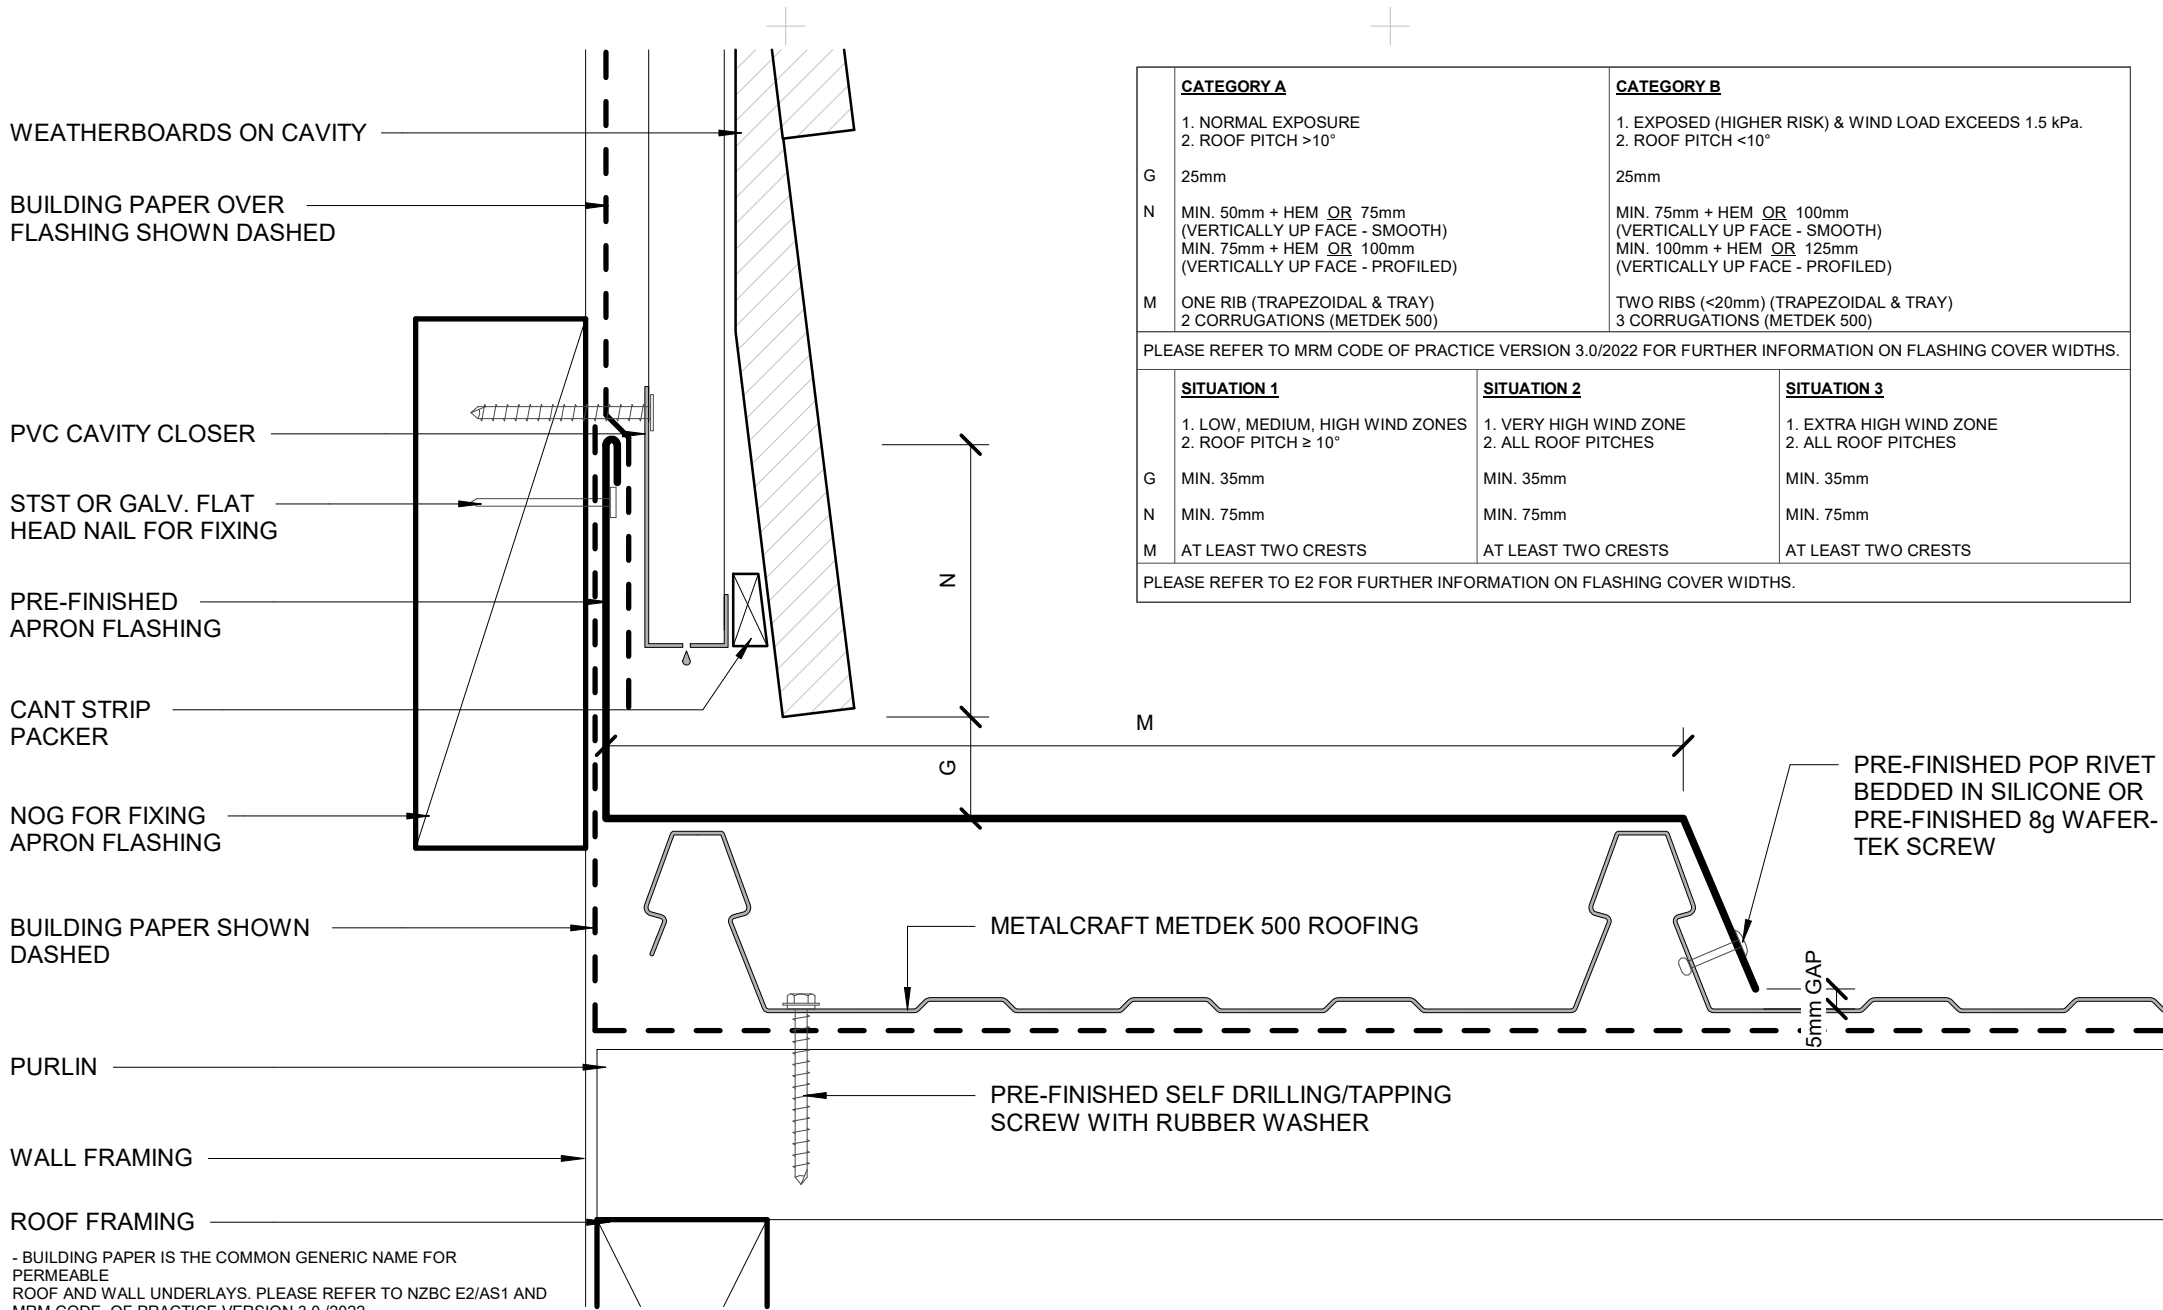 WEATHERBOARDS ON CAVITY
BUILDING PAPER OVER
FLASHING SHOWN DASHED
PVC CAVITY CLOSER
STST OR GALV. FLAT
HEAD NAIL FOR FIXING
PRE-FINISHED
APRON FLASHING
CANT STRIP
PACKER
NOG FOR FIXING
APRON FLASHING
BUILDING PAPER SHOWN
DASHED
PURLIN
WALL FRAMING
ROOF FRAMING
- BUILDING PAPER IS THE COMMON GENERIC NAME FOR
PERMEABLE
ROOF AND WALL UNDERLAYS. PLEASE REFER TO NZBC E2/AS1 AND
MRM CODE OF PRACTICE VERSION 3.0 /2022
CATEGORY A
1. NORMAL EXPOSURE
2. ROOF PITCH >10°
CATEGORY B
1. EXPOSED (HIGHER RISK) & WIND LOAD EXCEEDS 1.5 kPa.
2. ROOF PITCH <10°
G 25mm 25mm
N MIN. 50mm + HEM OR 75mm
(VERTICALLY UP FACE - SMOOTH)
MIN. 75mm + HEM OR 100mm
(VERTICALLY UP FACE - PROFILED)
MIN. 75mm + HEM OR 100mm
(VERTICALLY UP FACE - SMOOTH)
MIN. 100mm + HEM OR 125mm
(VERTICALLY UP FACE - PROFILED)
M ONE RIB (TRAPEZOIDAL & TRAY)
2 CORRUGATIONS (METDEK 500)
TWO RIBS (<20mm) (TRAPEZOIDAL & TRAY)
3 CORRUGATIONS (METDEK 500)
PLEASE REFER TO MRM CODE OF PRACTICE VERSION 3.0/2022 FOR FURTHER INFORMATION ON FLASHING COVER WIDTHS.
SITUATION 1
1. LOW, MEDIUM, HIGH WIND ZONES
2. ROOF PITCH ≥ 10°
SITUATION 2
1. VERY HIGH WIND ZONE
2. ALL ROOF PITCHES
SITUATION 3
1. EXTRA HIGH WIND ZONE
2. ALL ROOF PITCHES
G MIN. 35mm MIN. 35mm MIN. 35mm
N MIN. 75mm MIN. 75mm MIN. 75mm
M AT LEAST TWO CRESTS AT LEAST TWO CRESTS AT LEAST TWO CRESTS
PLEASE REFER TO E2 FOR FURTHER INFORMATION ON FLASHING COVER WIDTHS.
N
M
G
PRE-FINISHED POP RIVET
BEDDED IN SILICONE OR
PRE-FINISHED 8g WAFER-
TEK SCREW
METALCRAFT METDEK 500 ROOFING
5mm GAP
PRE-FINISHED SELF DRILLING/TAPPING
SCREW WITH RUBBER WASHER